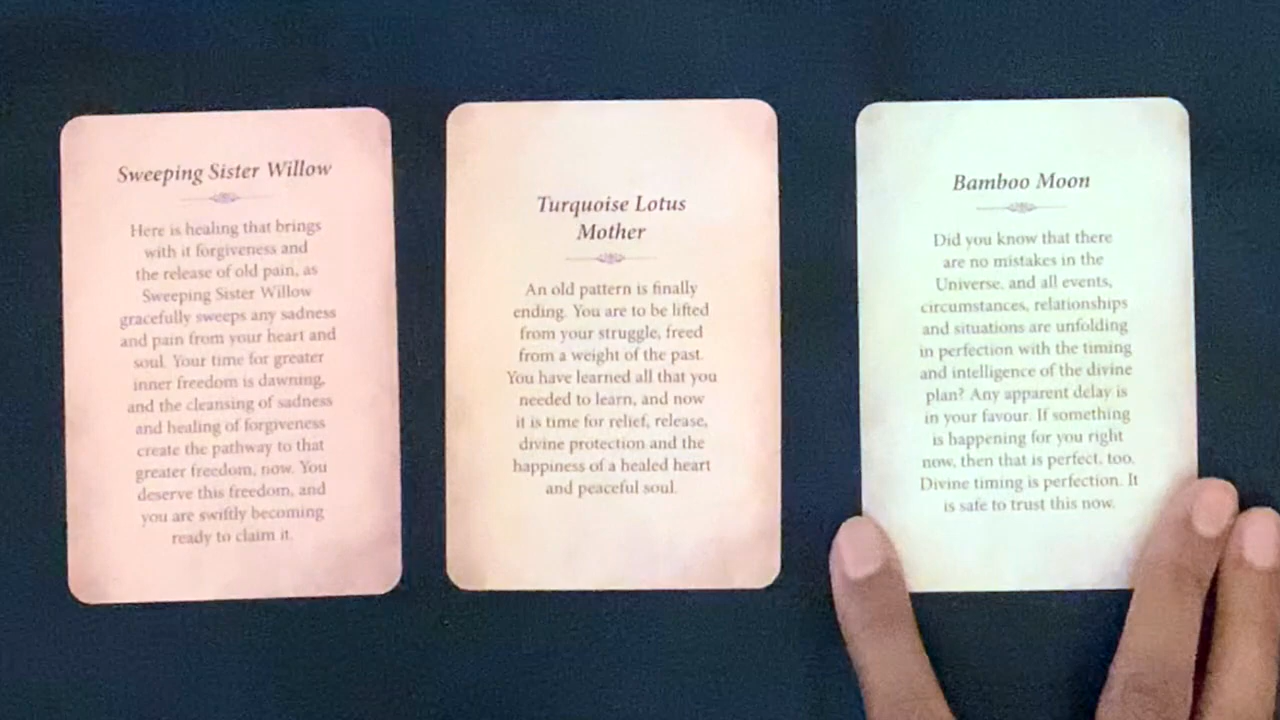 Sweeping Sister Willow
Here is healing that brings
with it forgiveness and
the release of old pain, as
Sweeping Sister Willow
gracefully sweeps any sadness
and pain from your heart and
soul. Your time for greater
inner freedom is dawning,
and the cleansing of sadness
and healing of forgiveness
create the pathway to that
greater freedom, now. You
deserve this freedom, and
you are swiftly becoming
ready to claim it.
Turquoise Lotus
Mother
An old pattern is finally
ending. You are to be lifted
from your struggle, freed
from a weight of the past.
You have learned all that you
needed to learn, and now
it is time for relief, release,
divine protection and the
happiness of a healed heart
and peaceful soul.
Bamboo Moon
Did you know that there
are no mistakes in the
Universe, and all events,
circumstances, relationships
and situations are unfolding
in perfection with the timing
and intelligence of the divine
plan? Any apparent delay is
in your favour. If something
is happening for you right
now, then that is perfect, too.
Divine timing is perfection. It
is safe to trust this now.